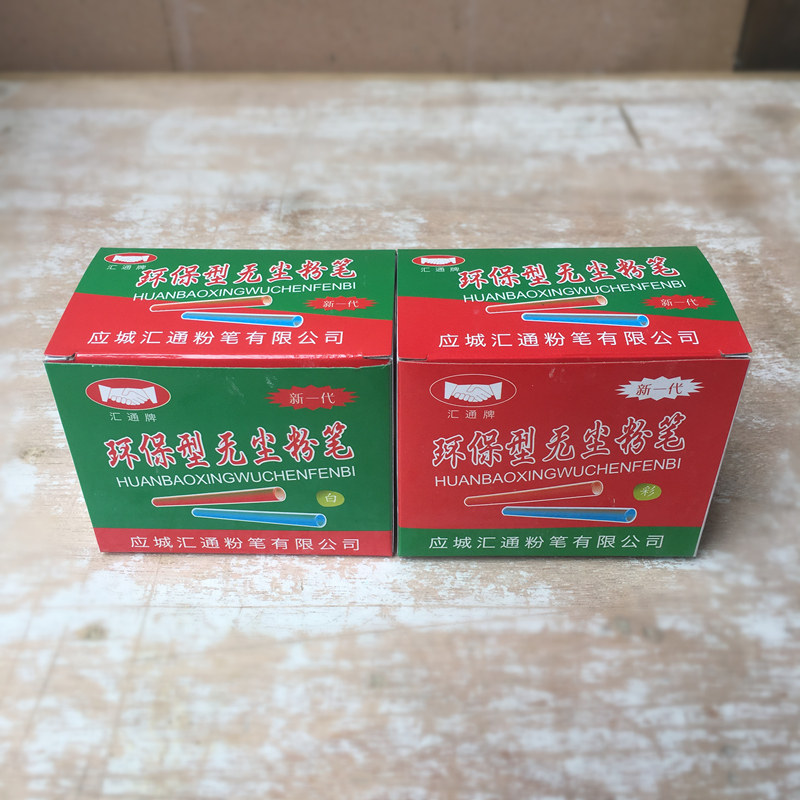 汇通牌
环保型无尘粉笔
HUANBAOXINGWUCHENFENBI
新一代
应城汇通粉笔有限公司
新一代
汇通牌
环保型无尘粉笔
HUANBAOXINGWUCHENFENBI
白
应城汇通粉笔有限公司
汇通牌
环保型无尘粉笔
HUANBAOXINGWUCHENFENBI
新一代
应城汇通粉笔有限公司
新一代
汇通牌
环保型无尘粉笔
HUANBAOXINGWUCHENFENBI
彩
应城汇通粉笔有限公司